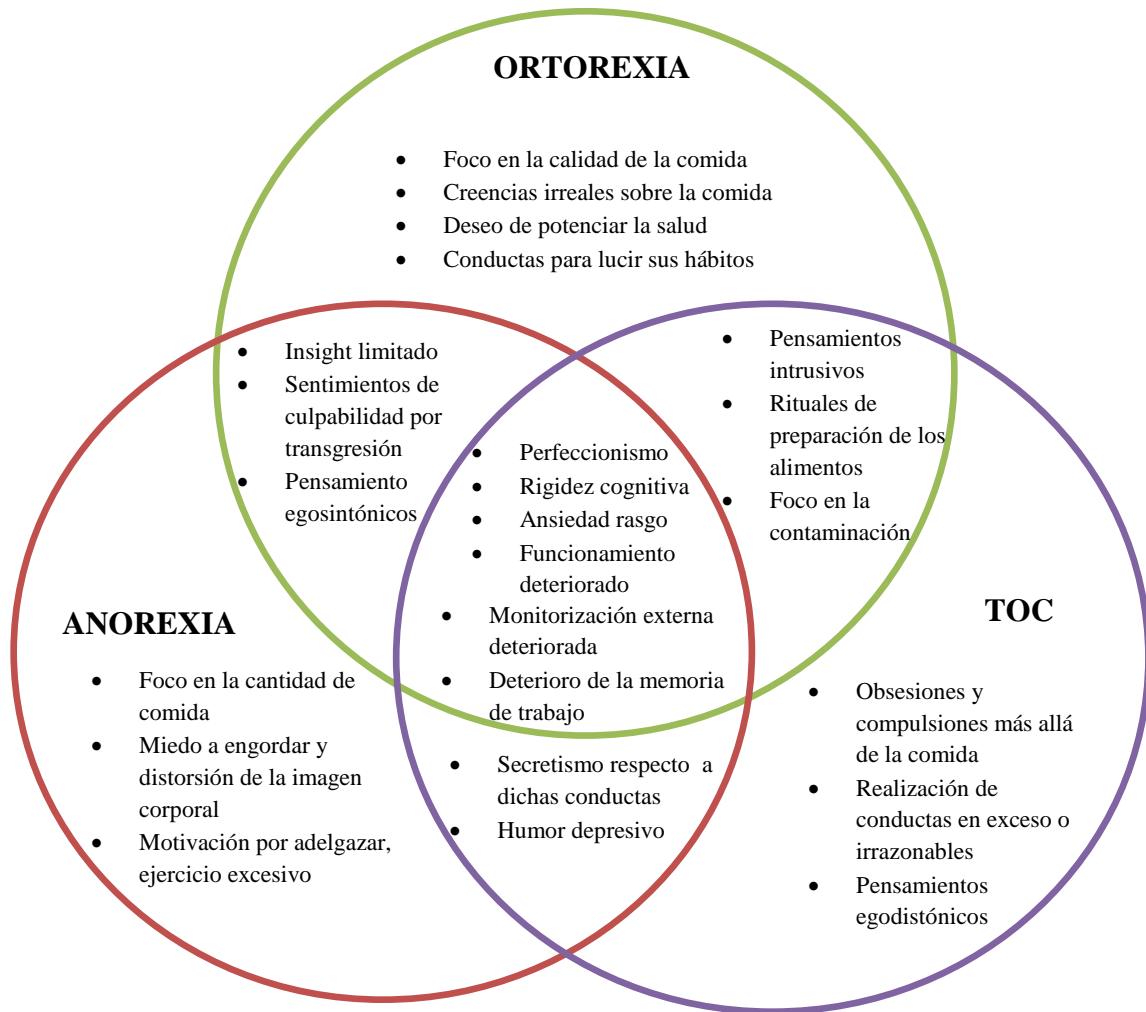 ORTOREXIA
• Foco en la calidad de la comida
• Creencias irreales sobre la comida
• Deseo de potenciar la salud
• Conductas para lucir sus hábitos
• Insight limitado
• Sentimientos de
culpabilidad por
transgresión
• Pensamiento
egosintónicos
• Pensamientos
intrusivos
• Rituales de
preparación de los
alimentos
• Foco en la
contaminación
• Perfeccionismo
• Rigidez cognitiva
• Ansiedad rasgo
• Funcionamiento
deteriorado
• Monitorización externa
deteriorada
• Deterioro de la memoria
de trabajo
ANOREXIA
• Foco en la cantidad de
comida
• Miedo a engordar y
distorsión de la imagen
corporal
• Motivación por adelgazar,
ejercicio excesivo
• Secretismo respecto a
dichas conductas
• Humor depresivo
TOC
• Obsesiones y
compulsiones más allá
de la comida
• Realización de
conductas en exceso o
irrazonables
• Pensamientos
egodistónicos